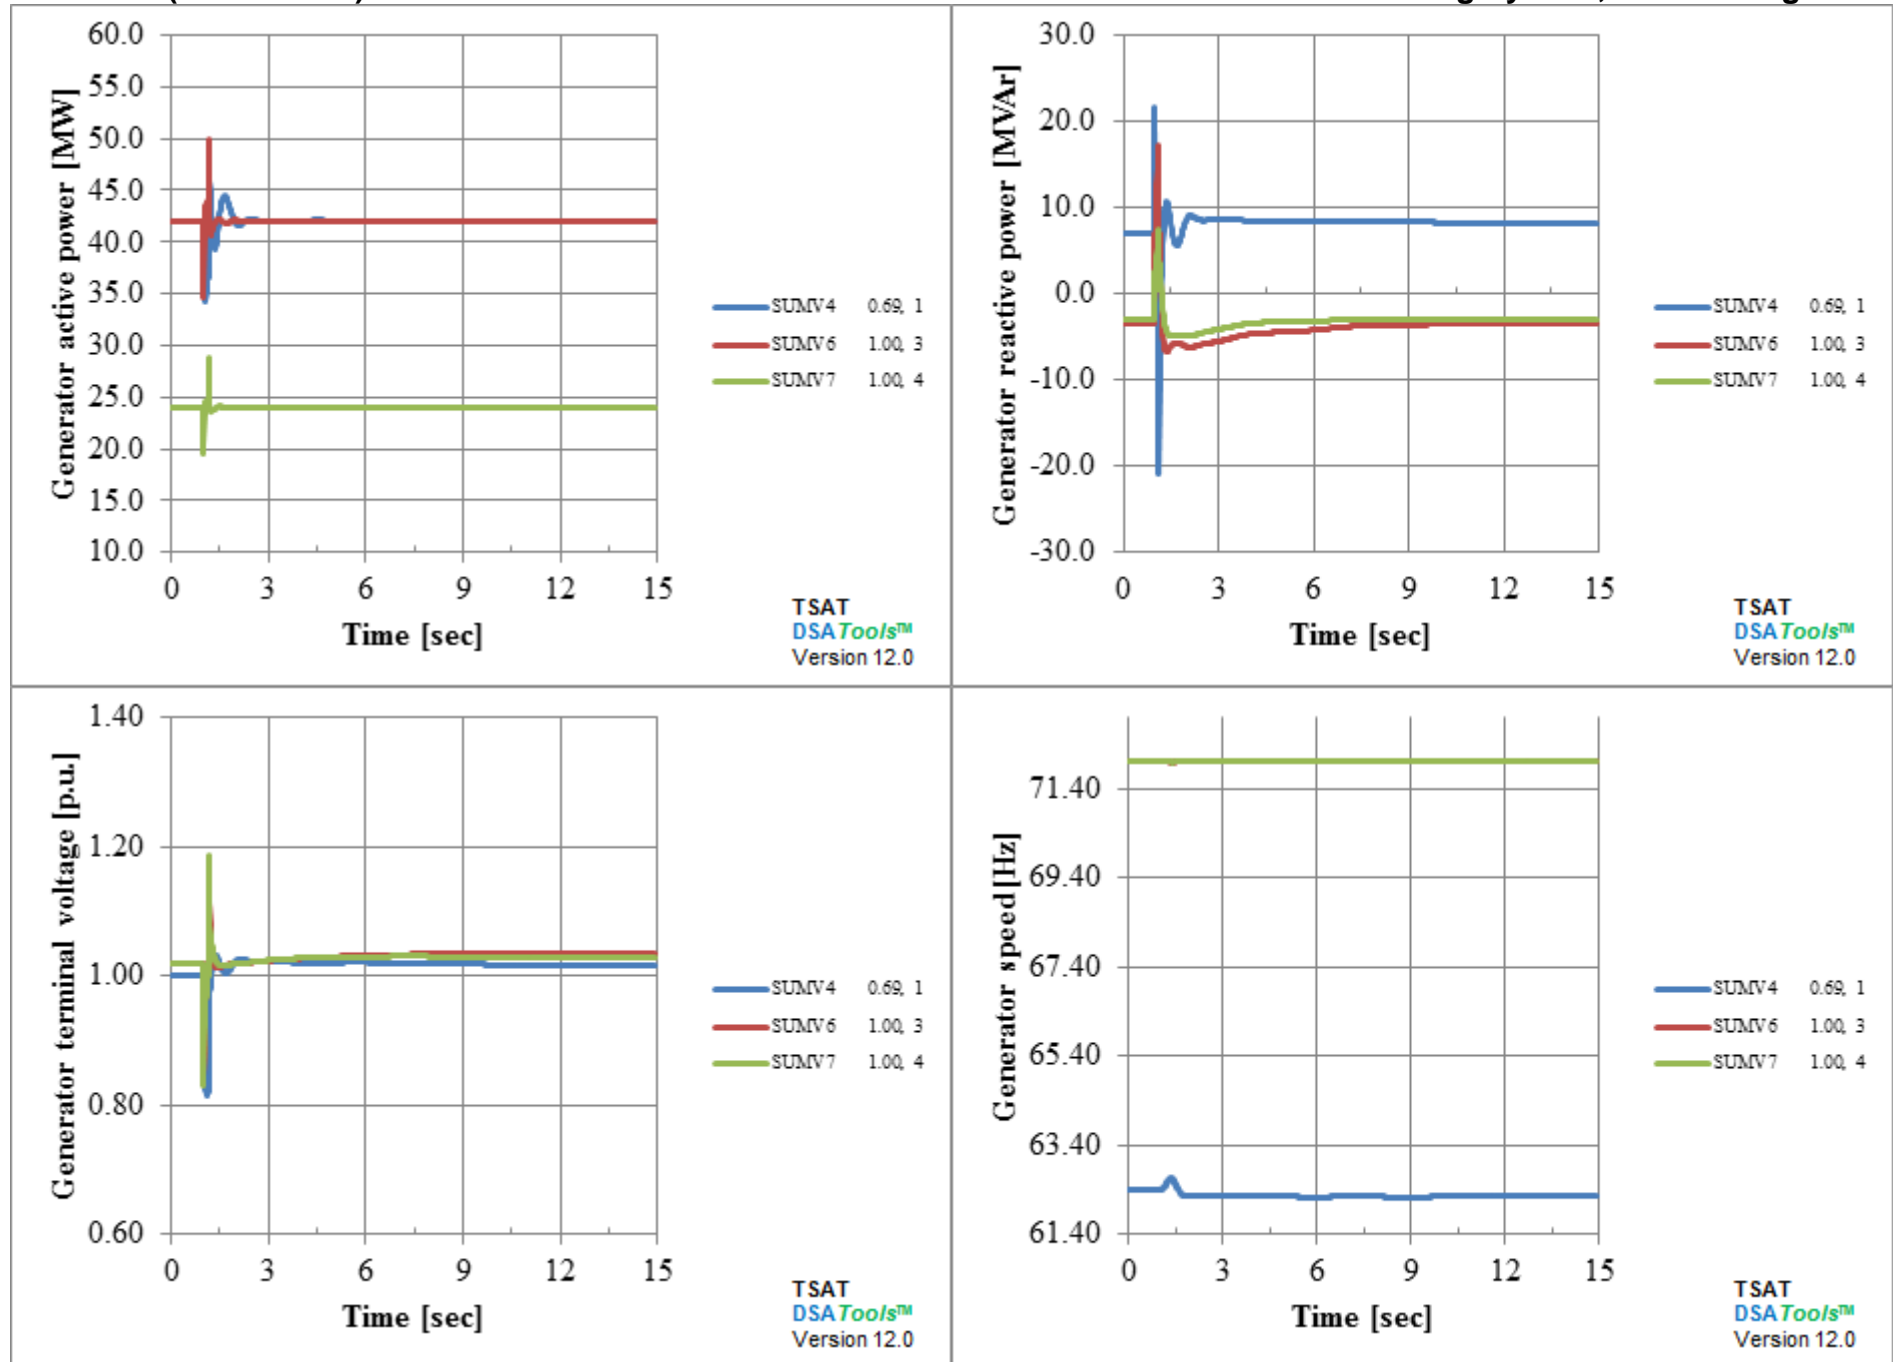 Generator active power [MW]
60.0
55.0
50.0
45.0
40.0
35.0
30.0
25.0
20.0
15.0
10.0
0 3 6 9 12 15
Time [sec]
SUMV4 0.69, 1
SUMV6 1.00, 3
SUMV7 1.00, 4
TSAT
DSATools™
Version 12.0
Generator reactive power [MVAr]
30.0
20.0
10.0
0.0
-10.0
-20.0
-30.0
0 3 6 9 12 15
Time [sec]
SUMV4 0.69, 1
SUMV6 1.00, 3
SUMV7 1.00, 4
TSAT
DSATools™
Version 12.0
Generator terminal voltage [p.u.]
1.40
1.20
1.00
0.80
0.60
0 3 6 9 12 15
Time [sec]
SUMV4 0.69, 1
SUMV6 1.00, 3
SUMV7 1.00, 4
TSAT
DSATools™
Version 12.0
Generator speed[Hz]
71.40
69.40
67.40
65.40
63.40
61.40
0 3 6 9 12 15
Time [sec]
SUMV4 0.69, 1
SUMV6 1.00, 3
SUMV7 1.00, 4
TSAT
DSATools™
Version 12.0